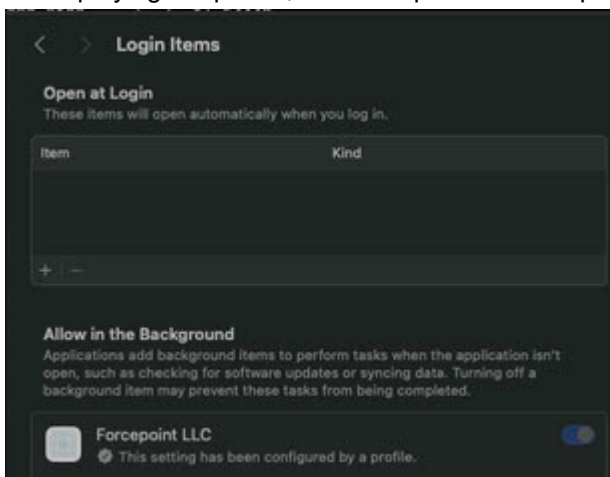 Login Items
Open at Login
These items will open automatically when you log in.
Item Kind
Allow in the Background
Applications add background items to perform tasks when the application isn't
open, such as checking for software updates or syncing data. Turning off a
background item may prevent these tasks from being completed.
Forcepoint LLC
This setting has been configured by a profile.